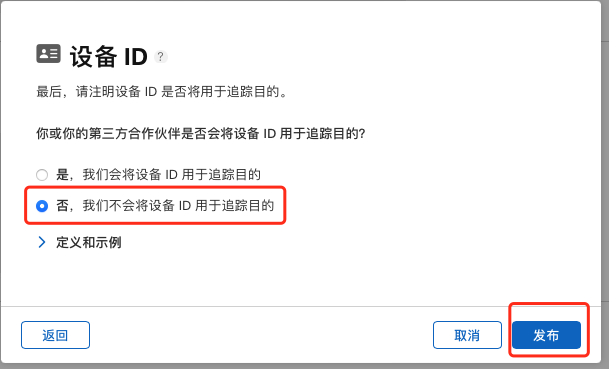 设备 ID ?
最后，请注明设备 ID 是否将用于追踪目的。
你或你的第三方合作伙伴是否会将设备 ID 用于追踪目的?
是，我们会将设备 ID 用于追踪目的
否，我们不会将设备 ID 用于追踪目的
定义和示例
返回 取消 发布